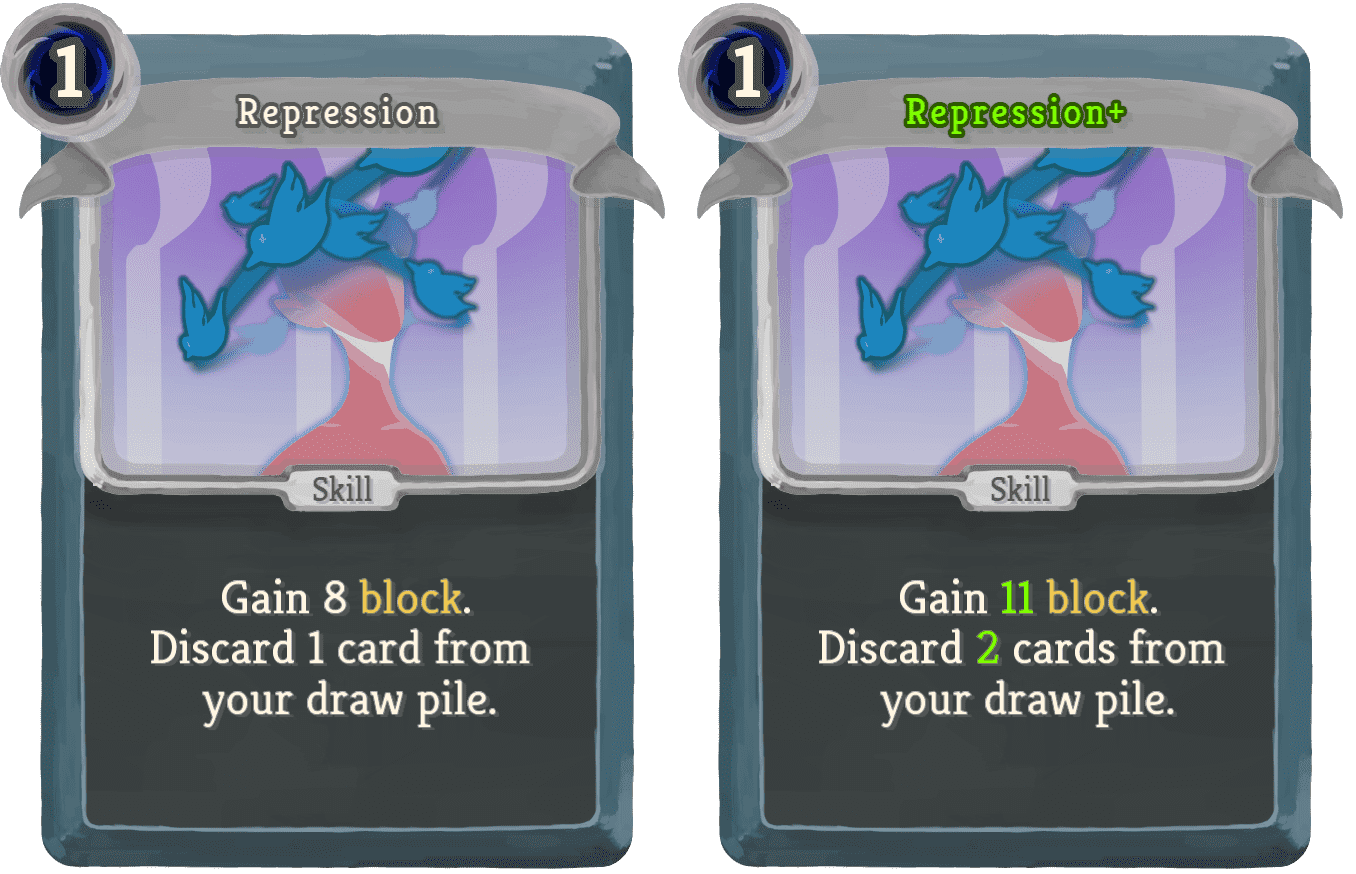 1
Repression
Skill
Gain 8 block.
Discard 1 card from
your draw pile.
1
Repression+
Skill
Gain 11 block.
Discard 2 cards from
your draw pile.